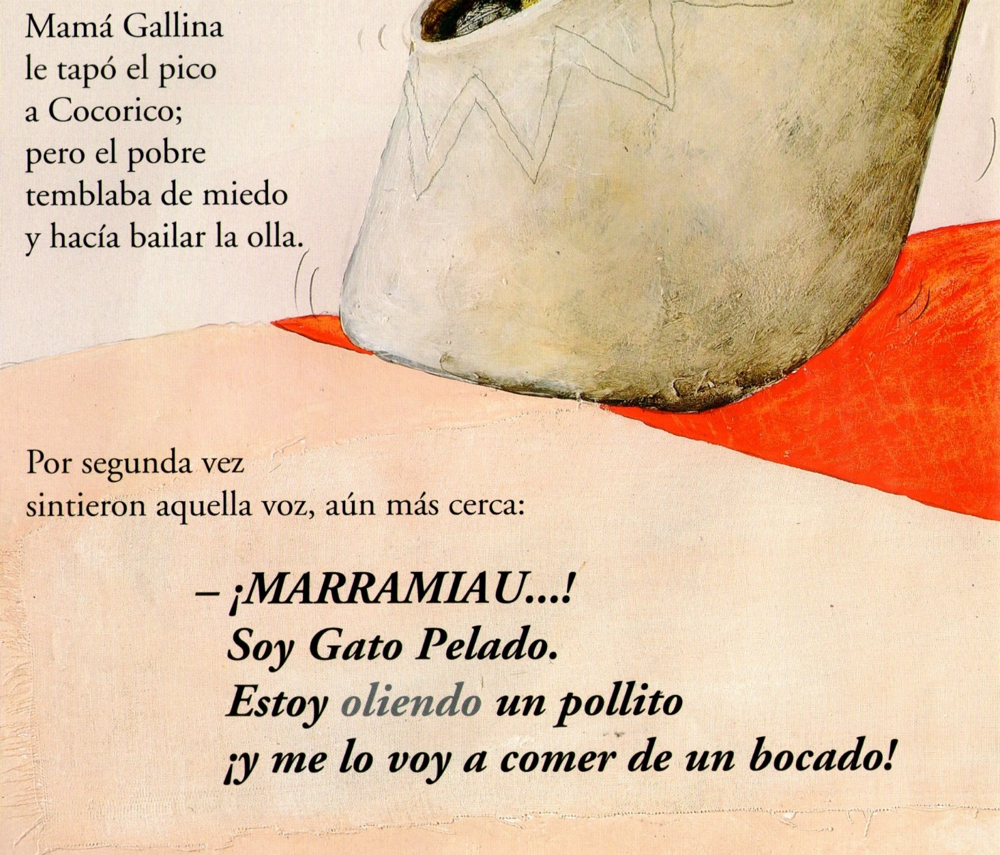 Mamá Gallina
le tapó el pico
a Cocorico;
pero el pobre
temblaba de miedo
y hacía bailar la olla.
Por segunda vez
sintieron aquella voz, aún más cerca:
– ¡MARRAMIAU...!
Soy Gato Pelado.
Estoy oliendo un pollito
¡y me lo voy a comer de un bocado!